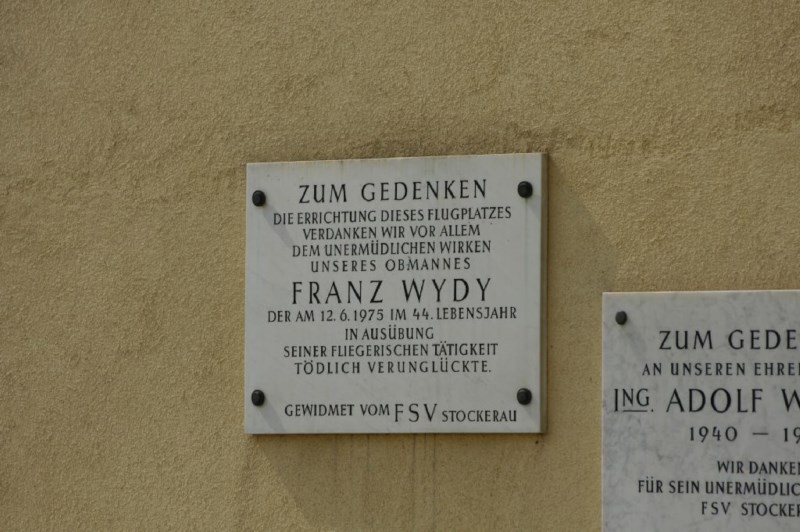 ZUM GEDENKEN
DIE ERRICHTUNG DIESES FLUGPLATZES
VERDANKEN WIR VOR ALLEM
DEM UNERMÜDLICHEN WIRKEN
UNSERES OBMANNES
FRANZ WYDY
DER AM 12.6.1975 IM 44. LEBENSJAHR
IN AUSÜBUNG
SEINER FLIEGERISCHEN TÄTIGKEIT
TÖDLICH VERUNGLÜCKTE.
GEWIDMET VOM FSV STOCKERAU
ZUM GEDE
AN UNSEREN EHRE
ING. ADOLF W
1940 – 19
WIR DANKE
FÜR SEIN UNERMÜDLIC
FSV STOCKER